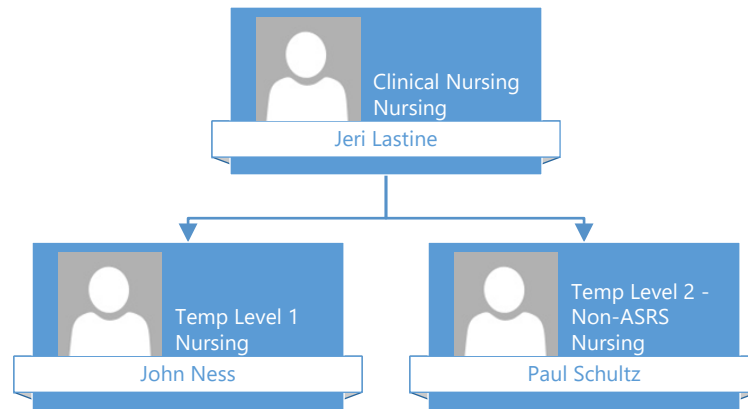 Clinical Nursing
Nursing
Jeri Lastine
Temp Level 1
Nursing
John Ness
Temp Level 2 -
Non-ASRS
Nursing
Paul Schultz